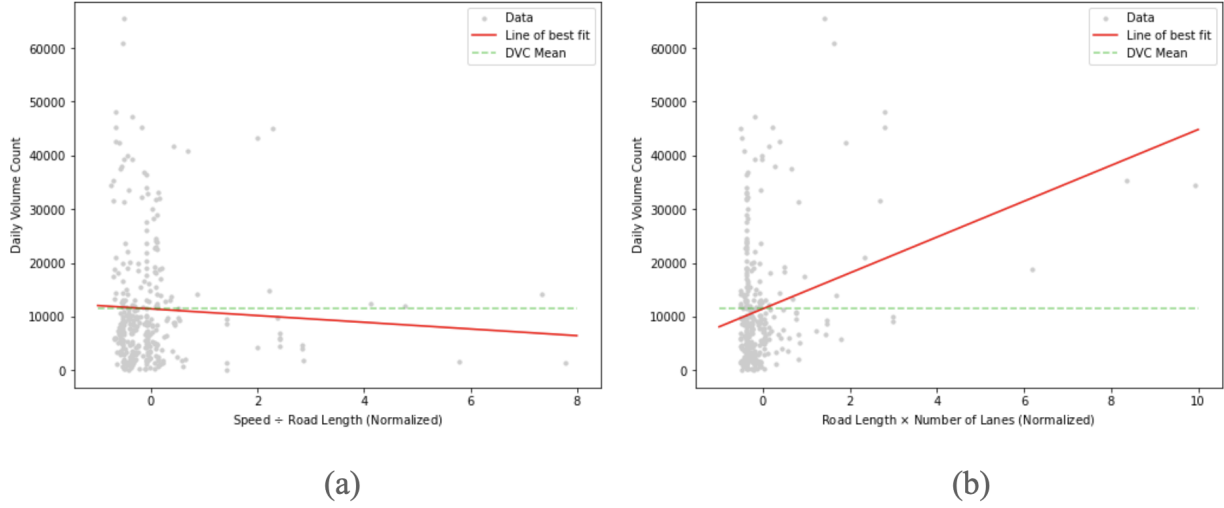 Data
Line of best fit
DVC Mean
60000
50000
40000
30000
20000
10000
0
Daily Volume Count
0 2 4 6 8
Speed ÷ Road Length (Normalized)
(a)
Data
Line of best fit
DVC Mean
60000
50000
40000
30000
20000
10000
0
Daily Volume Count
0 2 4 6 8 10
Road Length × Number of Lanes (Normalized)
(b)